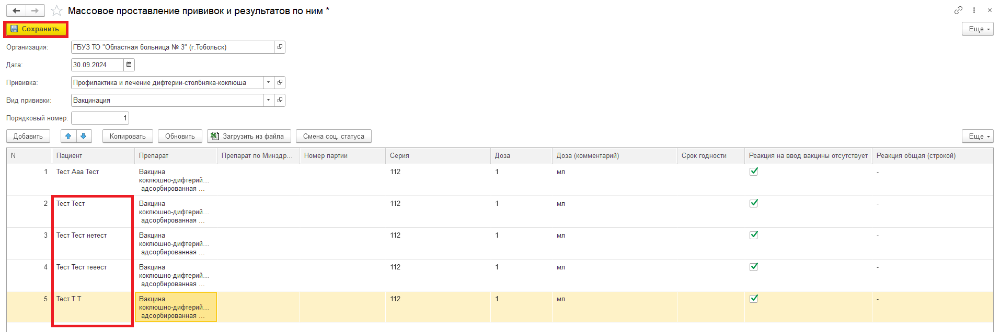 Массовое проставление прививок и результатов по ним *
Сохранить
Еще
Организация: ГБУЗ ТО "Областная больница № 3" (г.Тобольск)
Дата: 30.09.2024
Прививка: Профилактика и лечение дифтерии-столбняка-коклюша
Вид прививки: Вакцинация
Порядковый номер: 1
Добавить Копировать Обновить Загрузить из файла Смена соц. статуса Еще
N Пациент Препарат Препарат по Минздр... Номер партии Серия Доза Доза (комментарий) Срок годности Реакция на ввод вакцины отсутствует Реакция общая (строкой)
1 Тест Ааа Тест Вакцина 112 1 мл -
коклюшно-дифтерий...
адсорбированная ...
2 Тест Тест Вакцина 112 1 мл -
коклюшно-дифтерий...
адсорбированная ...
3 Тест Тест нетест Вакцина 112 1 мл -
коклюшно-дифтерий...
адсорбированная ...
4 Тест Тест тееест Вакцина 112 1 мл -
коклюшно-дифтерий...
адсорбированная ...
5 Тест Т Т Вакцина 112 1 мл -
коклюшно-дифтерий...
адсорбированная ...